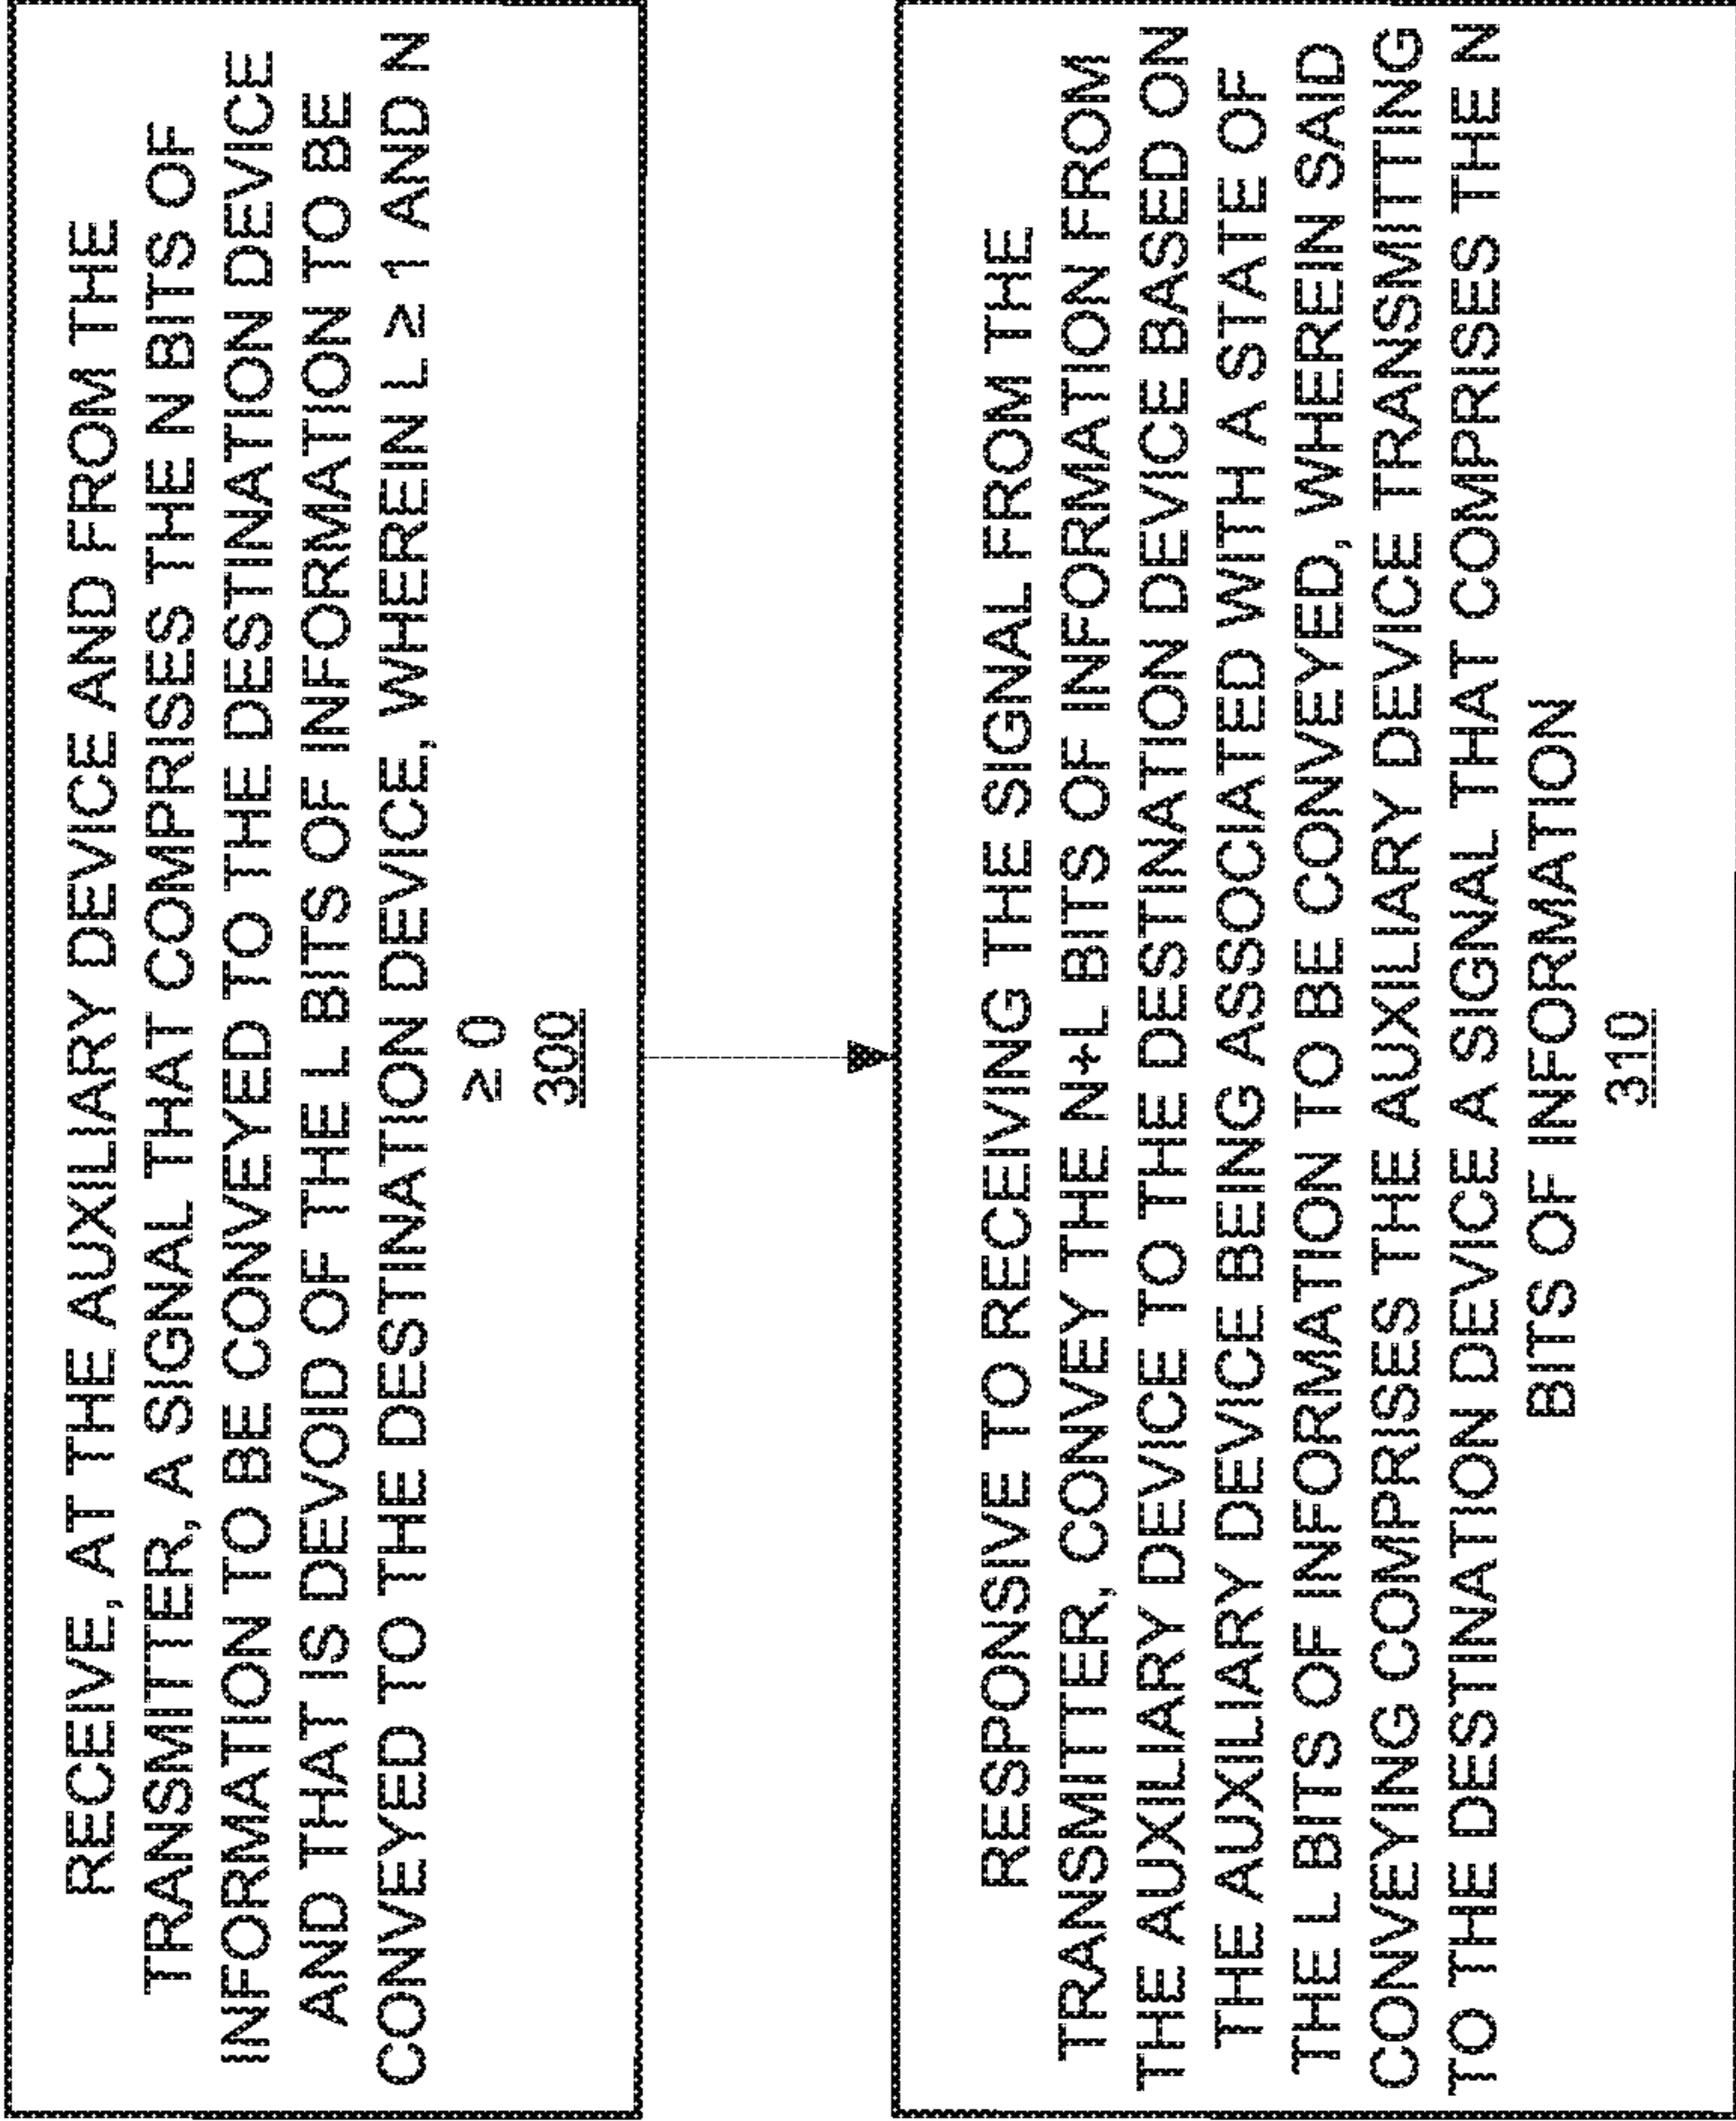 RECEIVE, AT THE AUXILIARY DEVICE AND FROM THE
TRANSMITTER, A SIGNAL THAT COMPRISES THE N BITS OF
INFORMATION TO BE CONVEYED TO THE DESTINATION DEVICE
AND THAT IS DEVOID OF THE L BITS OF INFORMATION TO BE
CONVEYED TO THE DESTINATION DEVICE, WHEREIN L ≥ 1 AND N
≥ 0
300
RESPONSIVE TO RECEIVING THE SIGNAL FROM THE
TRANSMITTER, CONVEY THE N+L BITS OF INFORMATION FROM
THE AUXILIARY DEVICE TO THE DESTINATION DEVICE BASED ON
THE AUXILIARY DEVICE BEING ASSOCIATED WITH A STATE OF
THE L BITS OF INFORMATION TO BE CONVEYED, WHEREIN SAID
CONVEYING COMPRISES THE AUXILIARY DEVICE TRANSMITTING
TO THE DESTINATION DEVICE A SIGNAL THAT COMPRISES THE N
BITS OF INFORMATION
310